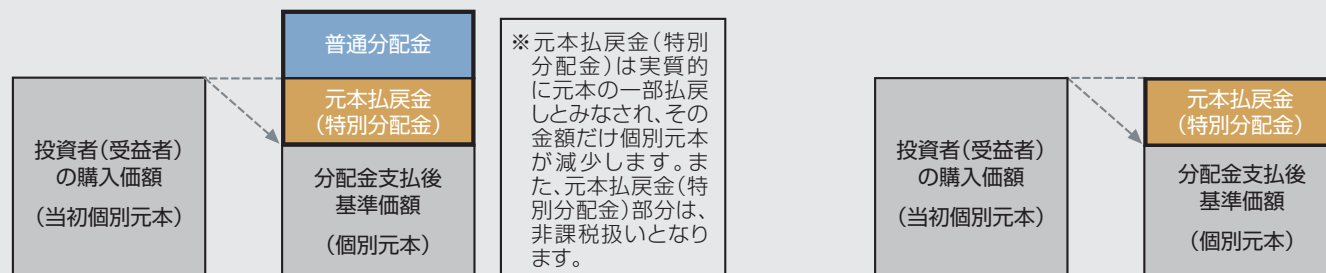 投資者（受益者）
の購入価額
（当初個別元本）
普通分配金
元本払戻金
（特別分配金）
分配金支払後
基準価額
（個別元本）
※元本払戻金（特別
分配金）は実質的
に元本の一部払戻
しとみなされ、その
金額だけ個別元本
が減少します。ま
た、元本払戻金（特
別分配金）部分は、
非課税扱いとなり
ます。
投資者（受益者）
の購入価額
（当初個別元本）
元本払戻金
（特別分配金）
分配金支払後
基準価額
（個別元本）